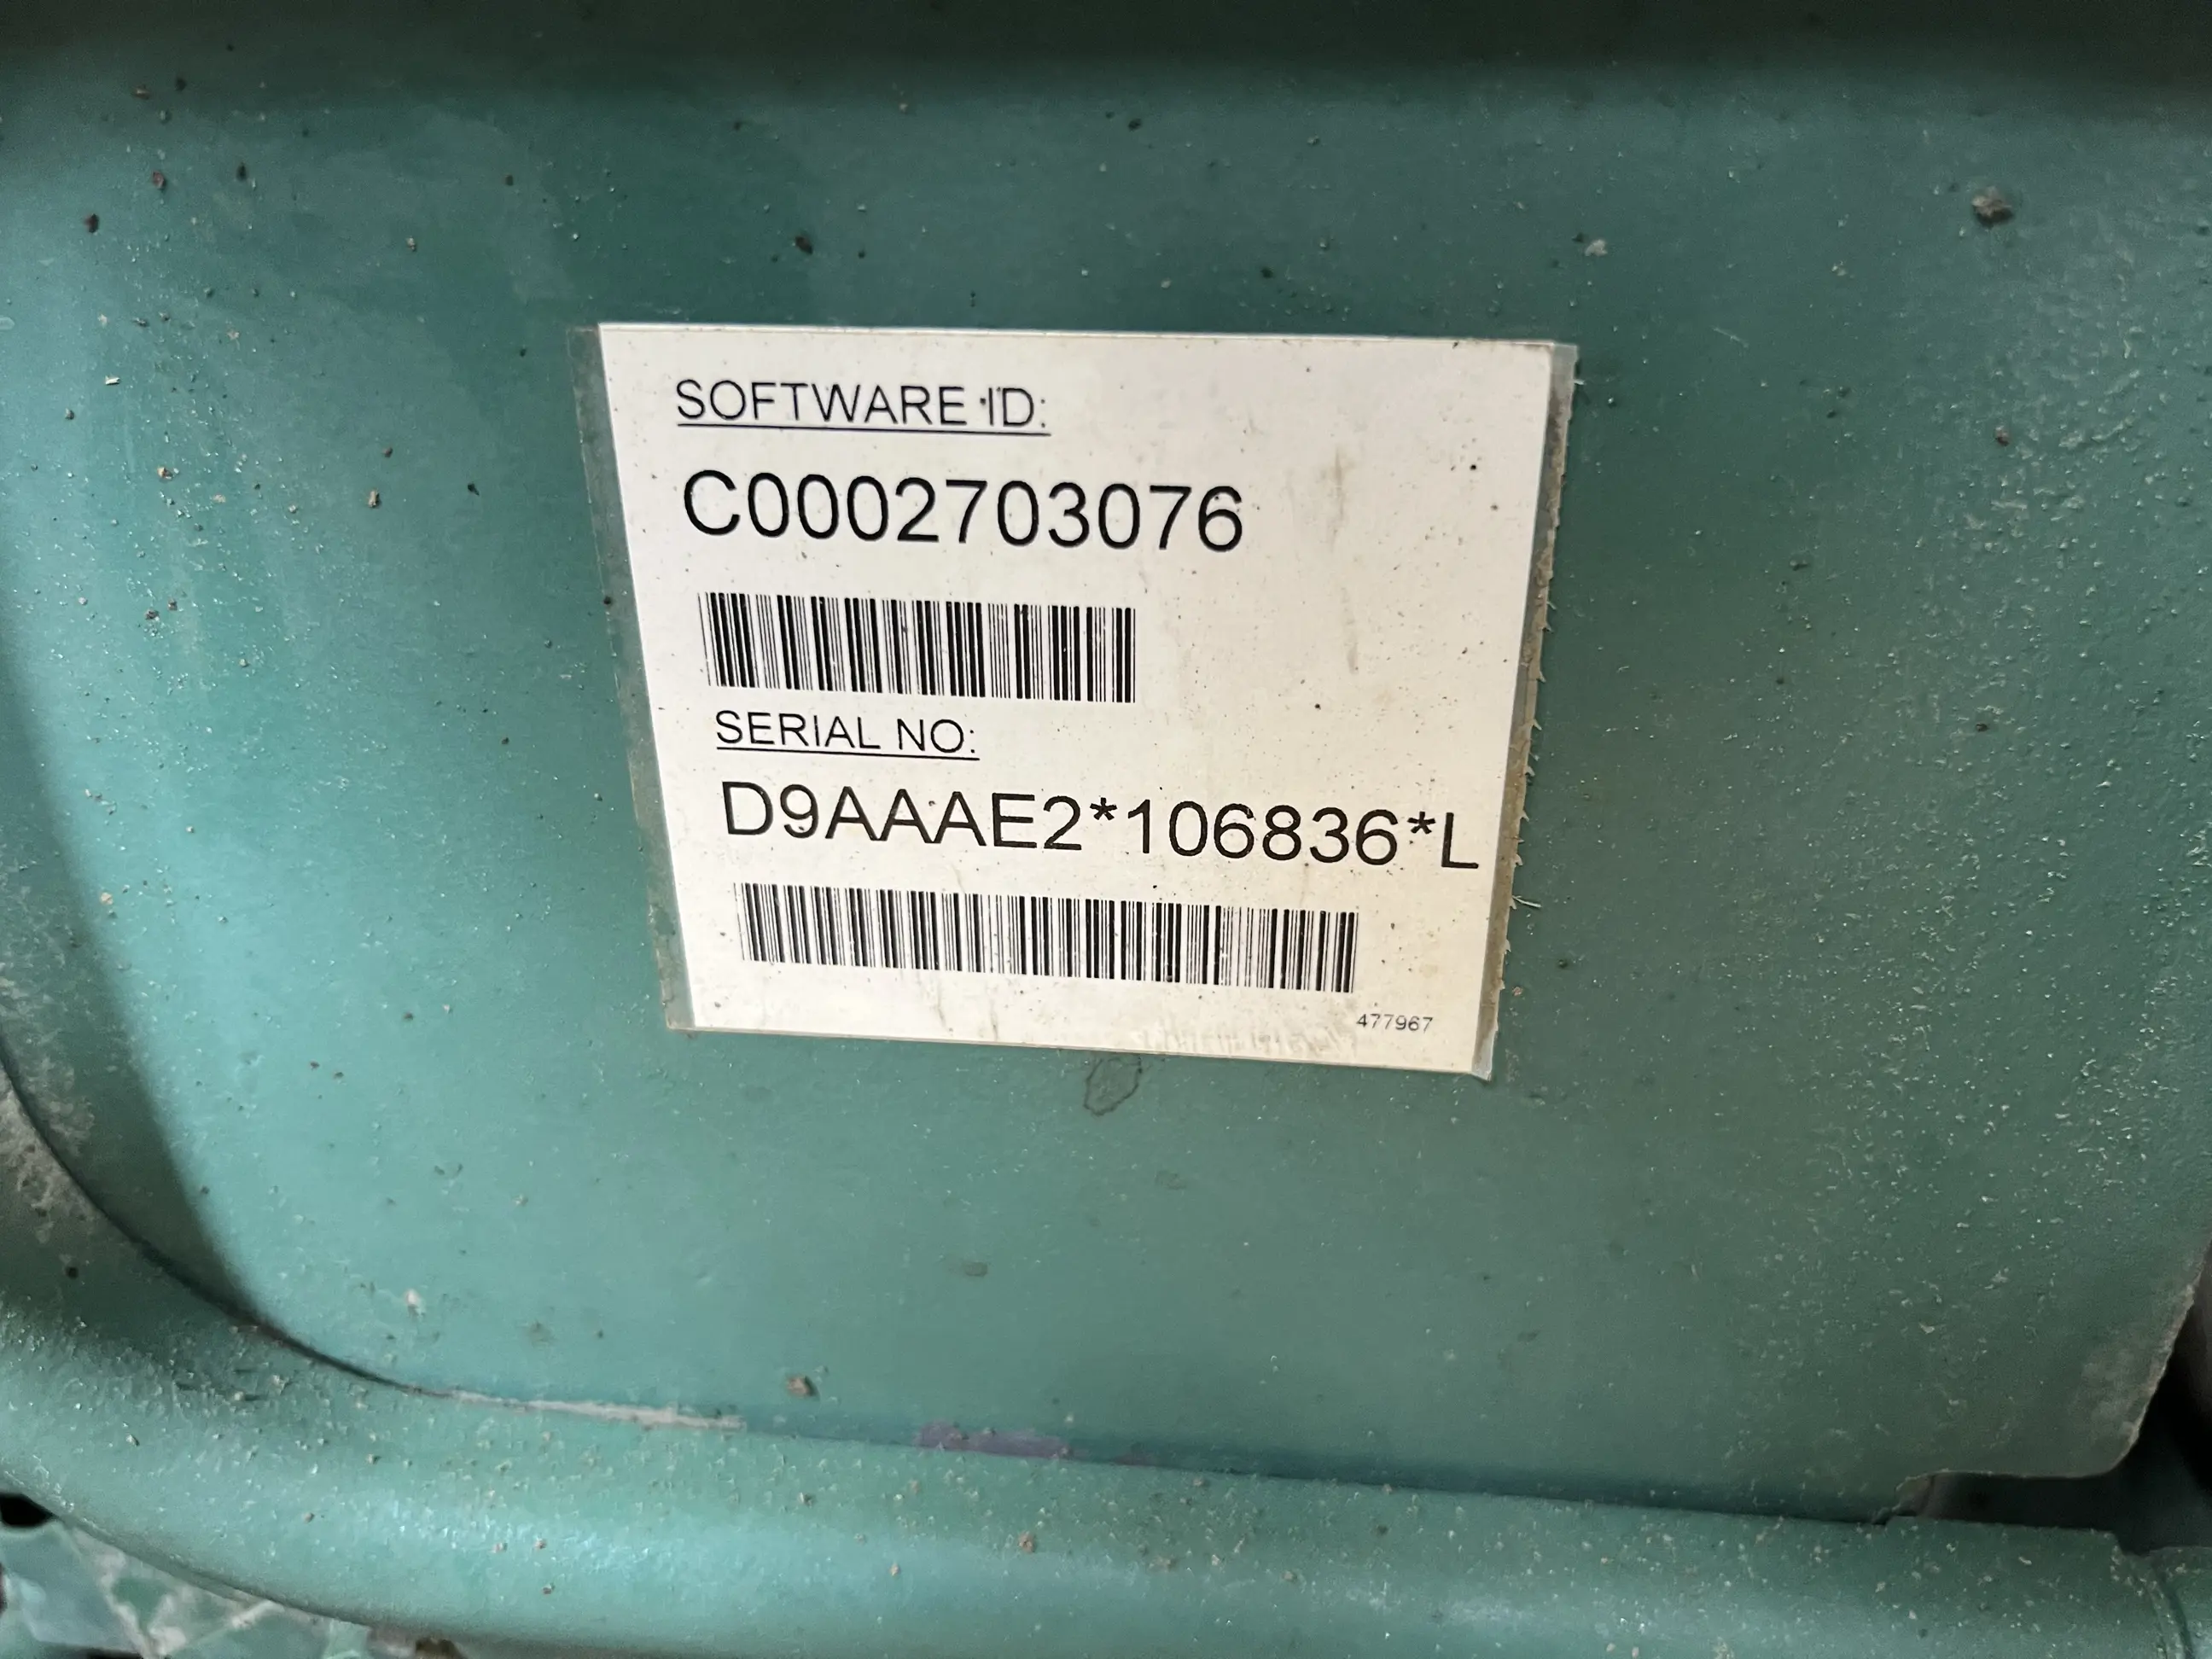 SOFTWARE ID:
C0002703076
SERIAL NO:
D9AAAE2*106836*L
477967